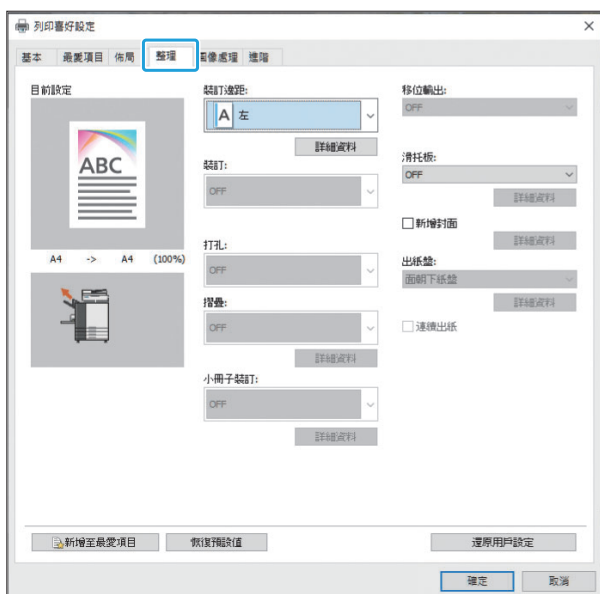 列印喜好設定
基本 最愛項目 佈局 整理 圖像處理 進階
目前設定
ABC
A4 -> A4 (100%)
裝訂邊距:
A 左
詳細資料
裝訂:
OFF
打孔:
OFF
摺疊:
OFF
詳細資料
小冊子裝訂:
OFF
詳細資料
移位輸出:
OFF
滑托板:
OFF
詳細資料
新增封面
詳細資料
出紙盤:
面朝下紙盤
詳細資料
連續出紙
新增至最愛項目 恢復預設值 還原用戶設定
確定 取消